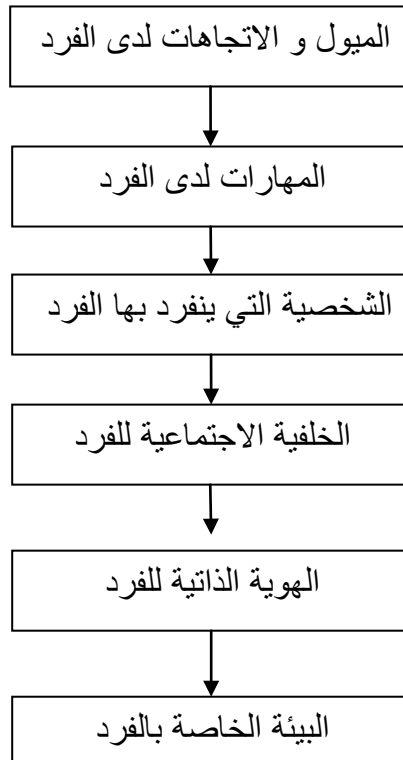 الميول و الاتجاهات لدى الفرد
المهارات لدى الفرد
الشخصية التي ينفرد بها الفرد
الخلفية الاجتماعية للفرد
الهوية الذاتية للفرد
البيئة الخاصة بالفرد